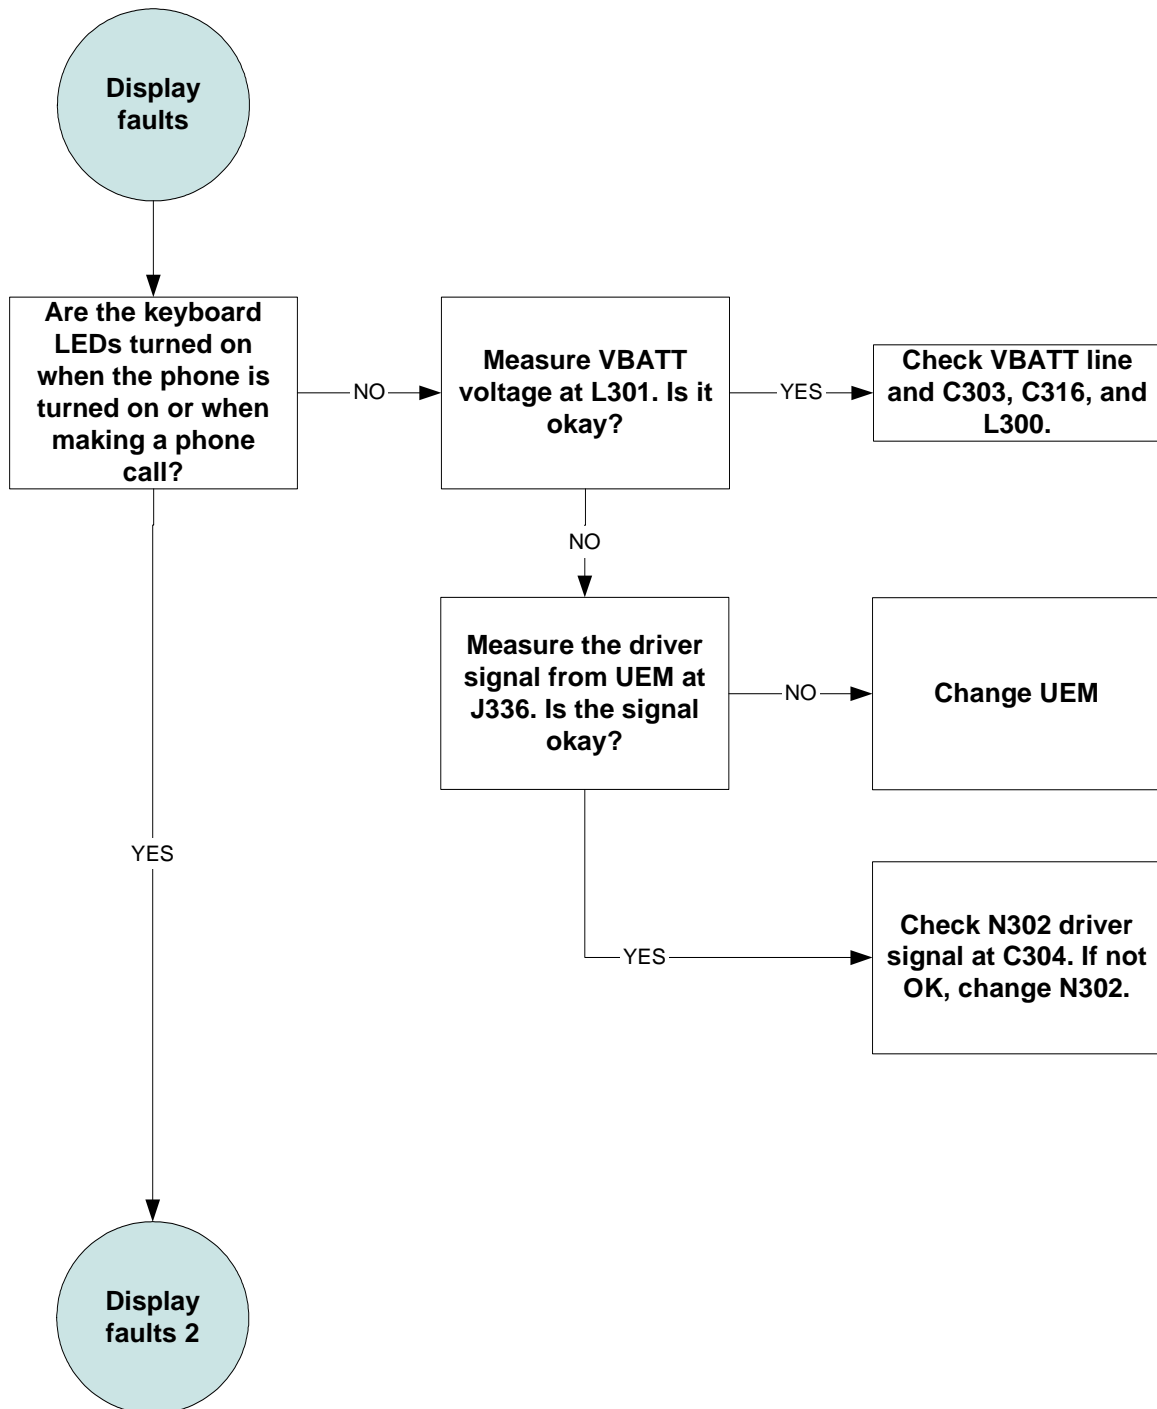 Display
faults
Are the keyboard
LEDs turned on
when the phone is
turned on or when
making a phone
call?
NO
Measure VBATT
voltage at L301. Is it
okay?
YES
Check VBATT line
and C303, C316, and
L300.
NO
Measure the driver
signal from UEM at
J336. Is the signal
okay?
NO
Change UEM
YES
YES
Check N302 driver
signal at C304. If not
OK, change N302.
Display
faults 2